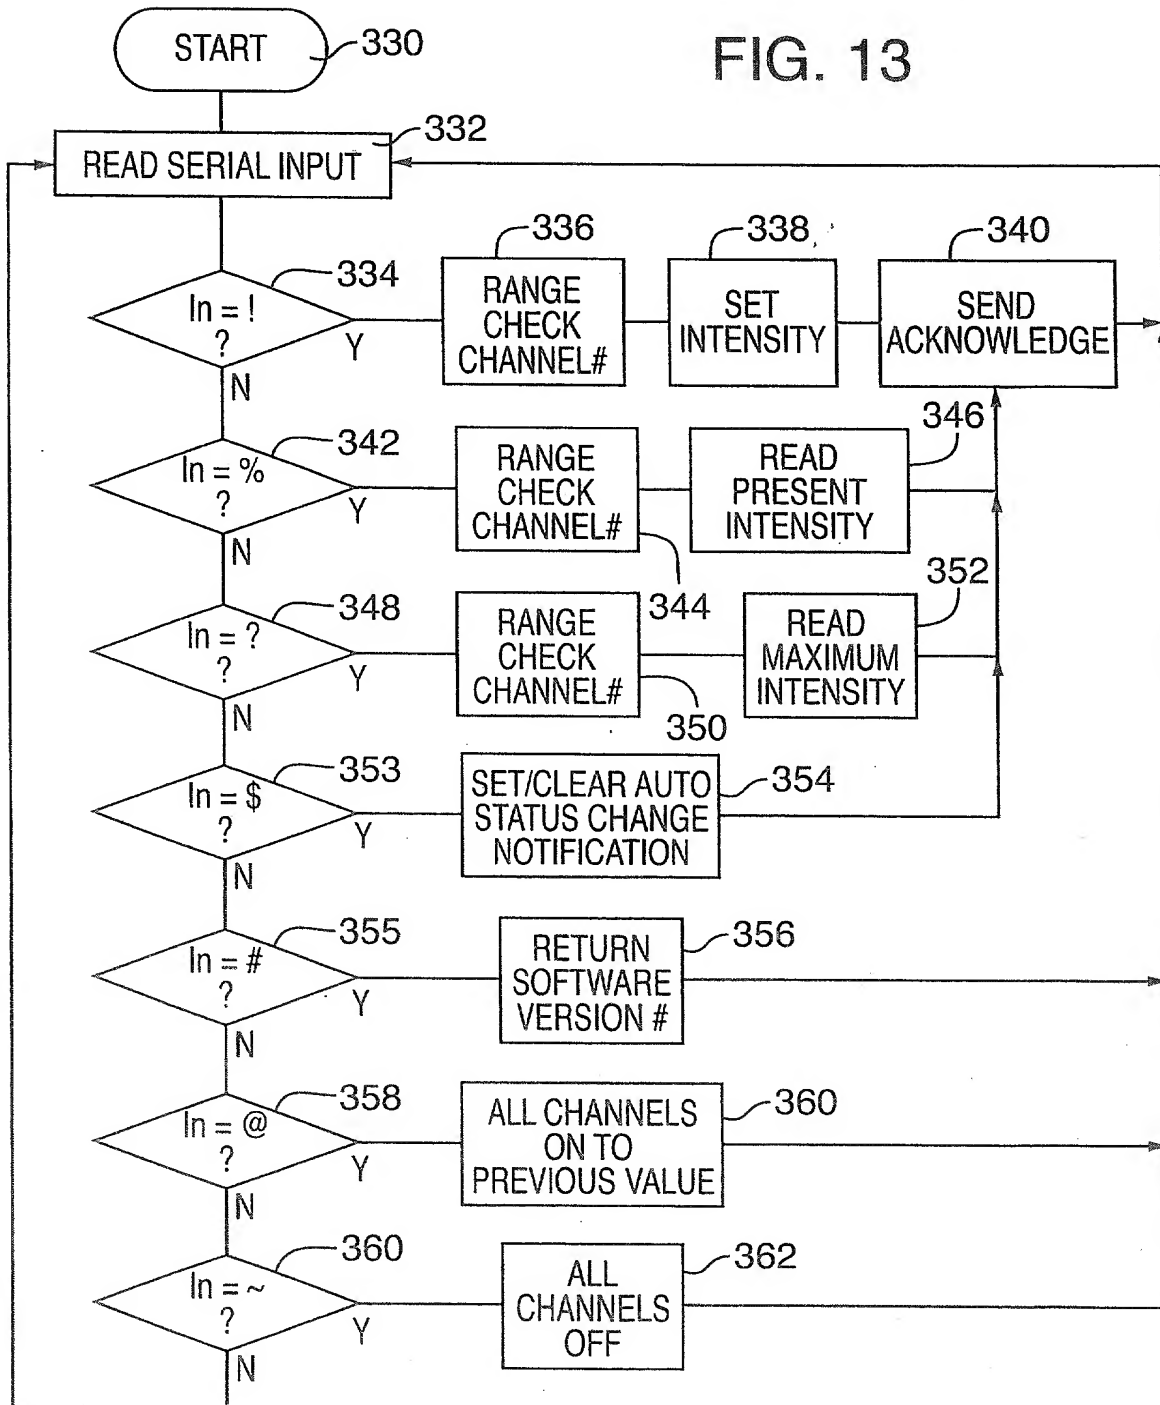 START
330
FIG. 13
332
READ SERIAL INPUT
334
In = !
?
Y
N
336
RANGE
CHECK
CHANNEL#
338
SET
INTENSITY
340
SEND
ACKNOWLEDGE
342
In = %
?
Y
N
RANGE
CHECK
CHANNEL#
344
346
READ
PRESENT
INTENSITY
348
In = ?
?
Y
N
RANGE
CHECK
CHANNEL#
350
352
READ
MAXIMUM
INTENSITY
353
In = $
?
Y
N
SET/CLEAR AUTO
STATUS CHANGE
NOTIFICATION
354
355
In = #
?
Y
N
RETURN
SOFTWARE
VERSION #
356
358
In = @
?
Y
N
ALL CHANNELS
ON TO
PREVIOUS VALUE
360
360
In = ~
?
Y
N
ALL
CHANNELS
OFF
362